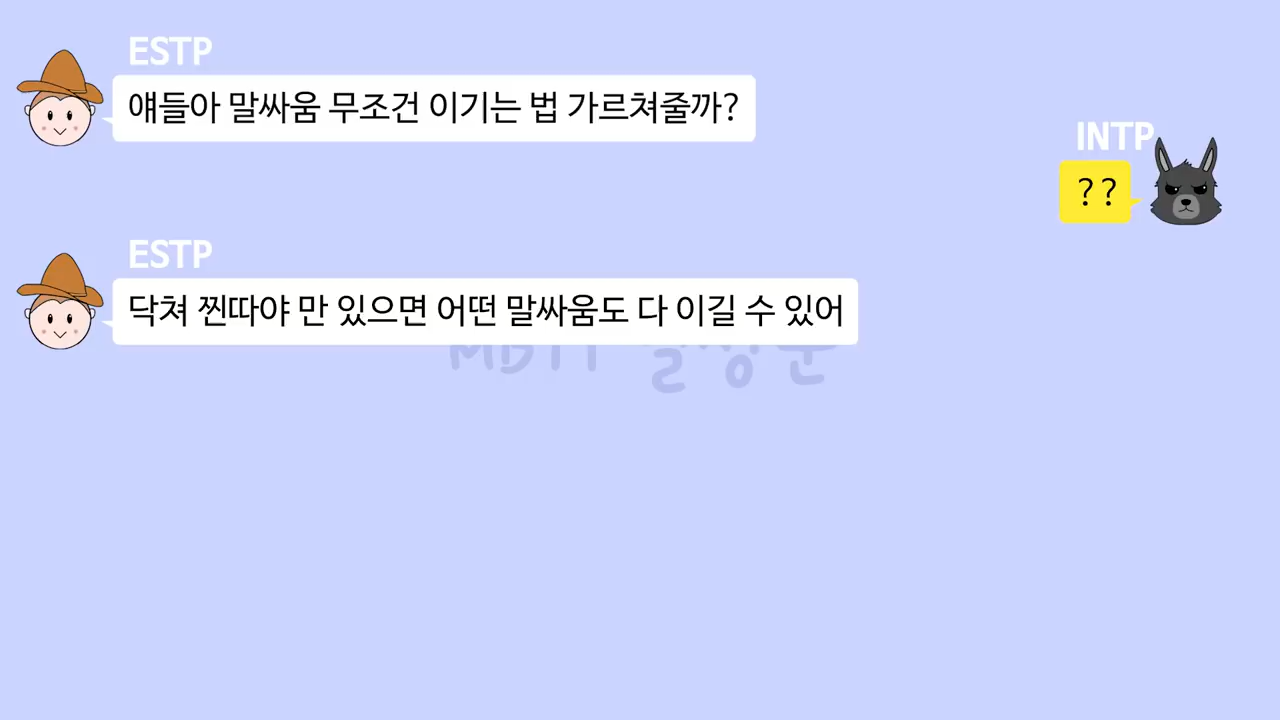 ESTP
얘들아 말싸움 무조건 이기는 법 가르쳐줄까?
INTP
??
ESTP
닥쳐 찐따야 만 있으면 어떤 말싸움도 다 이길 수 있어
MBTI